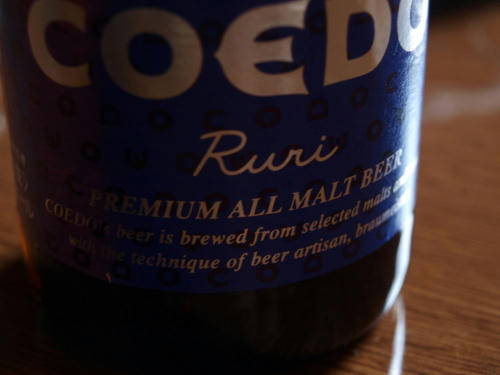 COEDO
Ruri
PREMIUM ALL MALT BEER
COEDO's beer is brewed from selected malts
with the technique of beer artisan,